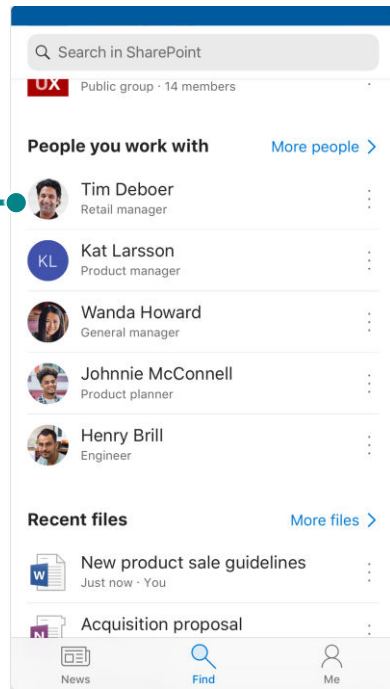 Search in SharePoint
UX
Public group · 14 members
People you work with
More people
Tim Deboer
Retail manager
KL
Kat Larsson
Product manager
Wanda Howard
General manager
Johnnie McConnell
Product planner
Henry Brill
Engineer
Recent files
More files
W
New product sale guidelines
Just now · You
N
Acquisition proposal
News
Find
Me